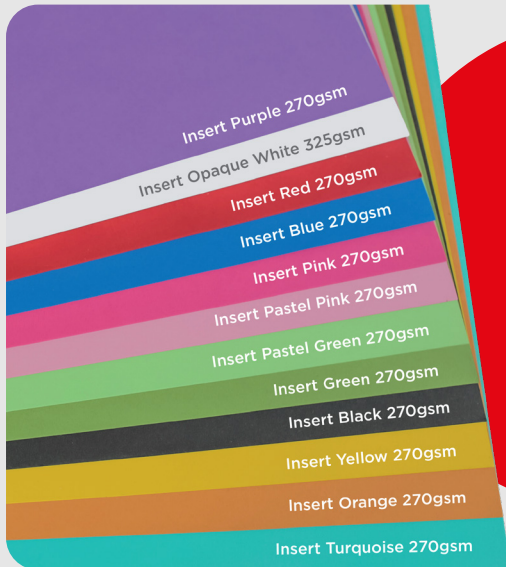 Insert Purple 270gsm
Insert Opaque White 325gsm
Insert Red 270gsm
Insert Blue 270gsm
Insert Pink 270gsm
Insert Pastel Pink 270gsm
Insert Pastel Green 270gsm
Insert Green 270gsm
Insert Black 270gsm
Insert Yellow 270gsm
Insert Orange 270gsm
Insert Turquoise 270gsm